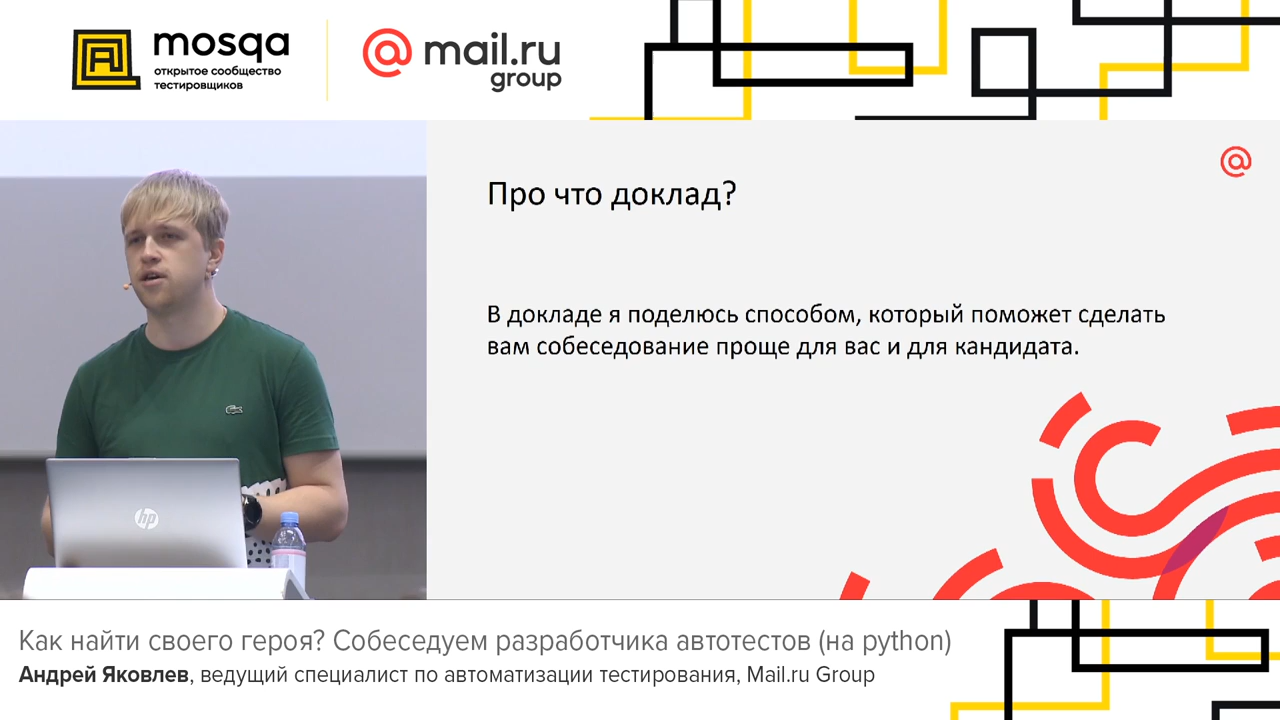 mosqa
открытое сообщество
тестировщиков
@mail.ru
group
Про что доклад?
В докладе я поделюсь способом, который поможет сделать
вам собеседование проще для вас и для кандидата.
hp
Как найти своего героя? Собеседуем разработчика автотестов (на python)
Андрей Яковлев, ведущий специалист по автоматизации тестирования, Mail.ru Group